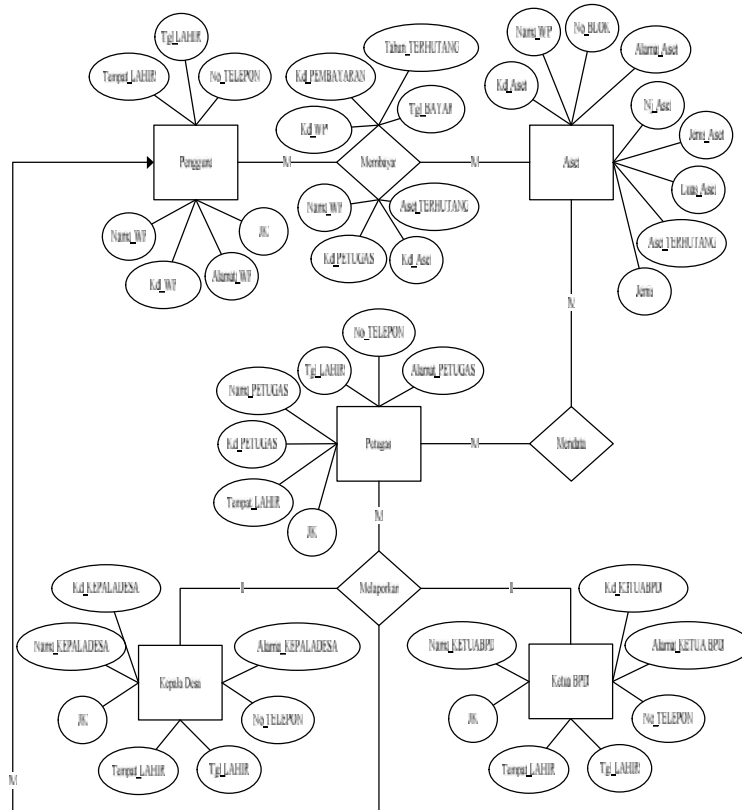 Tgl_LAHIR
Tempat_LAHIR
No_TELEPON
Pengguna
Nama_WP
Kd_WP
Alamat_WP
JK
M
Membayar
M
Kd_PEMBAYARAN
Tahun_TERHUTANG
Kd_WP
Tgl_BAYAR
Nama_WP
Aset_TERHUTANG
Kd_PETUGAS
Kd_Aset
Nama_WP
No_BLOK
Alamat_Aset
Kd_Aset
Nj_Aset
Jenis_Aset
Aset
Luas_Aset
Aset_TERHUTANG
Jenis
M
No_TELEPON
Tgl_LAHIR
Alamat_PETUGAS
Nama_PETUGAS
Kd_PETUGAS
Petugas
M
Mendata
Tempat_LAHIR
JK
M
Melaporkan
Kd_KEPALADESA
Nama_KEPALADESA
Alamat_KEPALADESA
Kepala Desa
JK
No_TELEPON
Tempat_LAHIR
Tgl_LAHIR
Nama_KETUABPD
Alamat_KETUA BPD
Ketua BPD
JK
No_TELEPON
Tempat_LAHIR
Tgl_LAHIR
Kd_KETUABPD
M